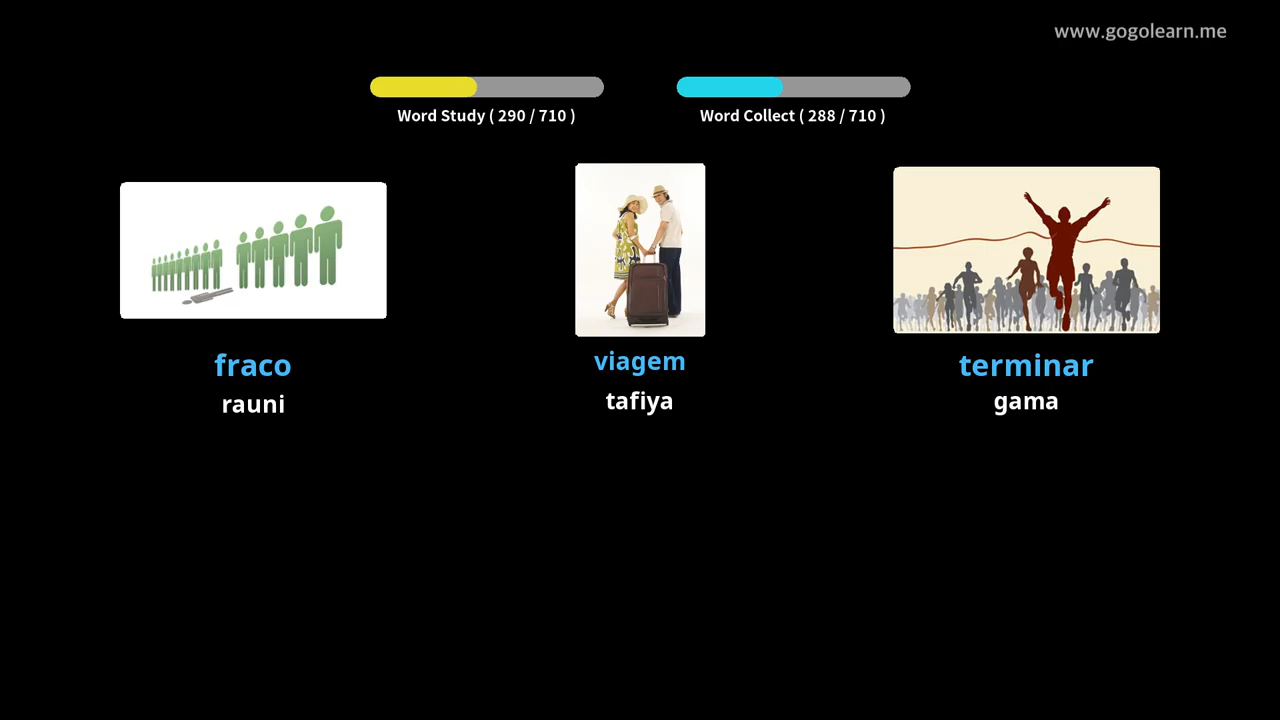 www.gogolearn.me
Word Study ( 290 / 710 )
Word Collect ( 288 / 710 )
fraco
rauni
viagem
tafiya
terminar
gama